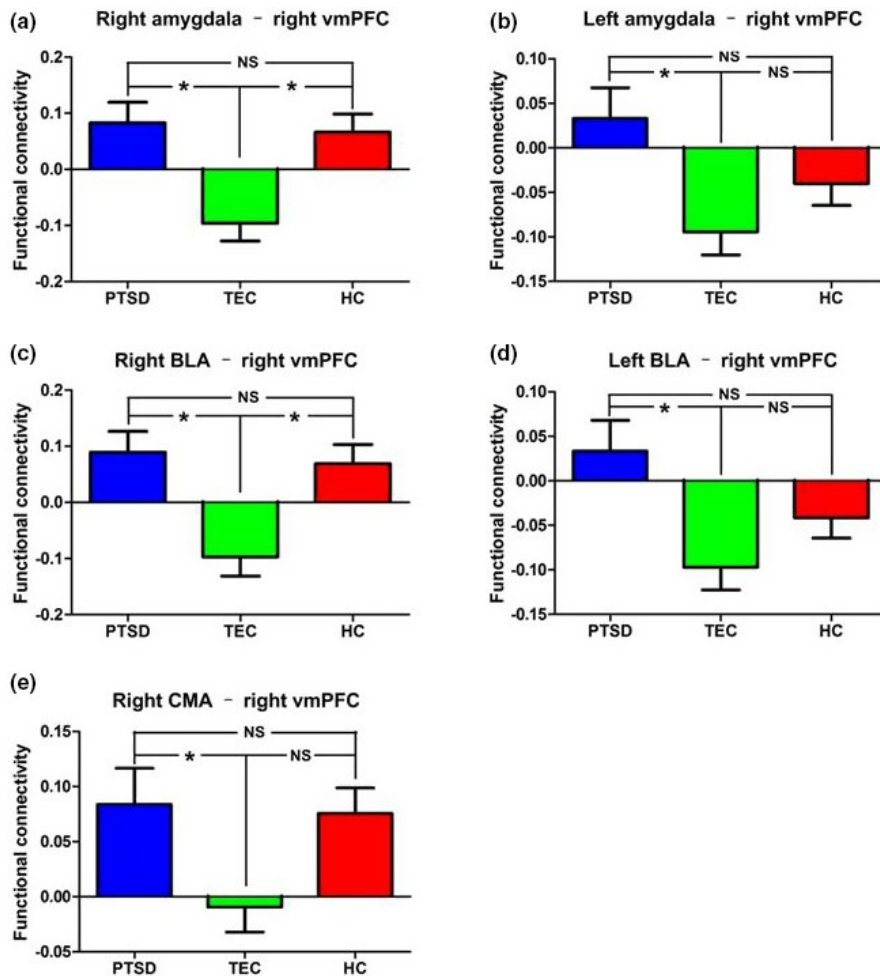 (a)
Right amygdala – right vmPFC
Functional connectivity
0.2
0.1
0.0
-0.1
-0.2
NS
* *
PTSD TEC HC
(b)
Left amygdala – right vmPFC
Functional connectivity
0.10
0.05
0.00
-0.05
-0.10
-0.15
NS
* NS
PTSD TEC HC
(c)
Right BLA – right vmPFC
Functional connectivity
0.2
0.1
0.0
-0.1
-0.2
NS
* *
PTSD TEC HC
(d)
Left BLA – right vmPFC
Functional connectivity
0.10
0.05
0.00
-0.05
-0.10
-0.15
NS
* NS
PTSD TEC HC
(e)
Right CMA – right vmPFC
Functional connectivity
0.15
0.10
0.05
0.00
-0.05
NS
* NS
PTSD TEC HC